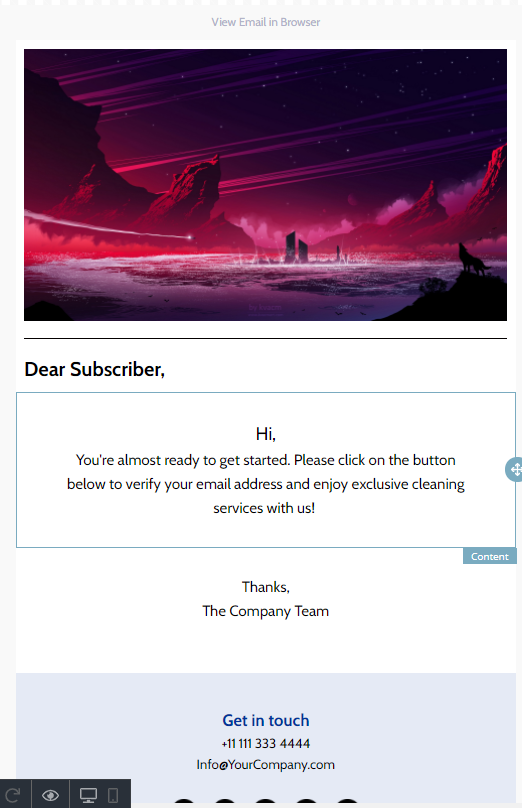 View Email in Browser
Dear Subscriber,
Hi,
You're almost ready to get started. Please click on the button
below to verify your email address and enjoy exclusive cleaning
services with us!
Content
Thanks,
The Company Team
Get in touch
+11 111 333 4444
Info@YourCompany.com